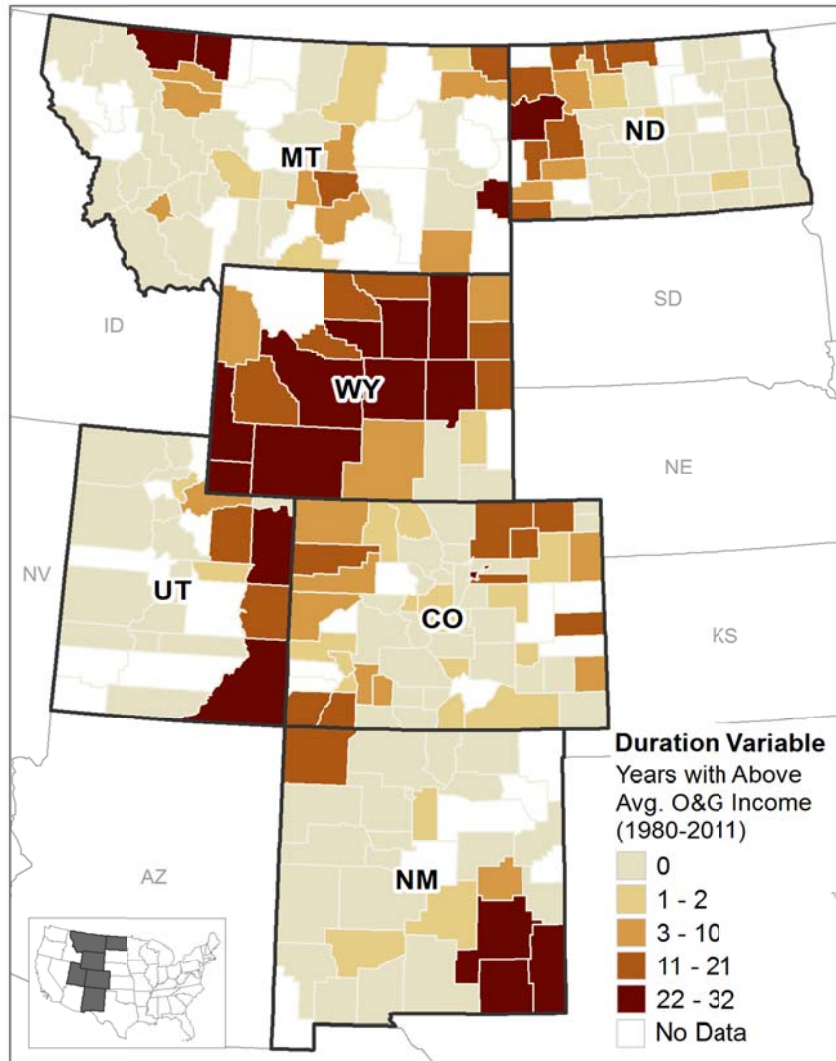 MT
ND
ID
WY
SD
NE
NV
UT
CO
KS
AZ
NM
Duration Variable
Years with Above
Avg. O&G Income
(1980-2011)
0
1 - 2
3 - 10
11 - 21
22 - 32
No Data